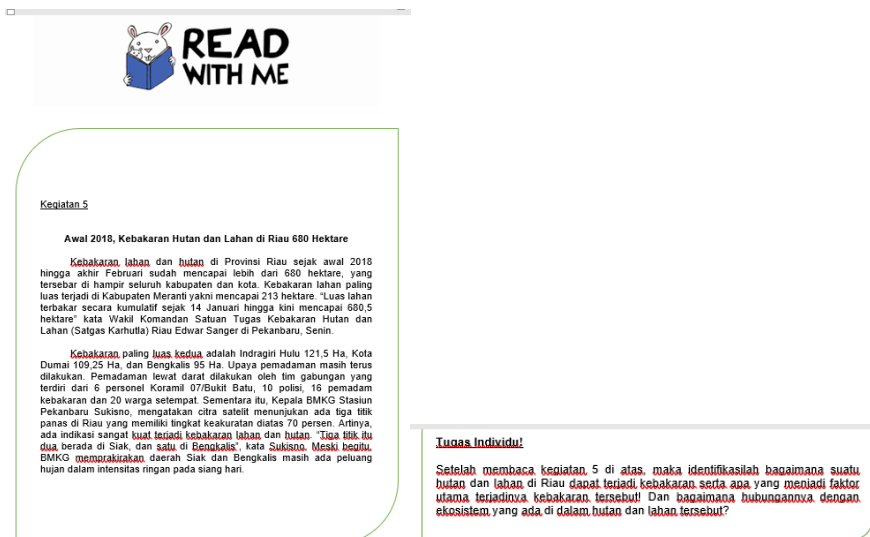 READ
WITH ME
Kegiatan 5
Awal 2018, Kebakaran Hutan dan Lahan di Riau 680 Hektare
Kebakaran lahan dan hutan di Provinsi Riau sejak awal 2018
hingga akhir Februari sudah mencapai lebih dari 680 hektare, yang
tersebar di hampir seluruh kabupaten dan kota. Kebakaran lahan paling
luas terjadi di Kabupaten Meranti yakni mencapai 213 hektare. “Luas lahan
terbakar secara kumulatif sejak 14 Januari hingga kini mencapai 680,5
hektare” kata Wakil Komandan Satuan Tugas Kebakaran Hutan dan
Lahan (Satgas Karhutla) Riau Edwar Sanger di Pekanbaru, Senin.
Kebakaran paling luas kedua adalah Indragiri Hulu 121,5 Ha, Kota
Dumai 109,25 Ha, dan Bengkalis 95 Ha. Upaya pemadaman masih terus
dilakukan. Pemadaman lewat darat dilakukan oleh tim gabungan yang
terdiri dari 6 personel Koramil 07/Bukit Batu, 10 polisi, 16 pemadam
kebakaran dan 20 warga setempat. Sementara itu, Kepala BMKG Stasiun
Pekanbaru Sukisno, mengatakan citra satelit menunjukan ada tiga titik
panas di Riau yang memiliki tingkat keakuratan diatas 70 persen. Artinya,
ada indikasi sangat kuat terjadi kebakaran lahan dan hutan. “Tiga titik itu
dua berada di Siak, dan satu di Bengkalis”, kata Sukisno. Meski begitu,
BMKG memprakirakan daerah Siak dan Bengkalis masih ada peluang
hujan dalam intensitas ringan pada siang hari.
Tugas Individu!
Setelah membaca kegiatan 5 di atas, maka identifikasilah bagaimana suatu
hutan dan lahan di Riau dapat terjadi kebakaran serta apa yang menjadi faktor
utama terjadinya kebakaran tersebut! Dan bagaimana hubungannya dengan
ekosistem yang ada di dalam hutan dan lahan tersebut?